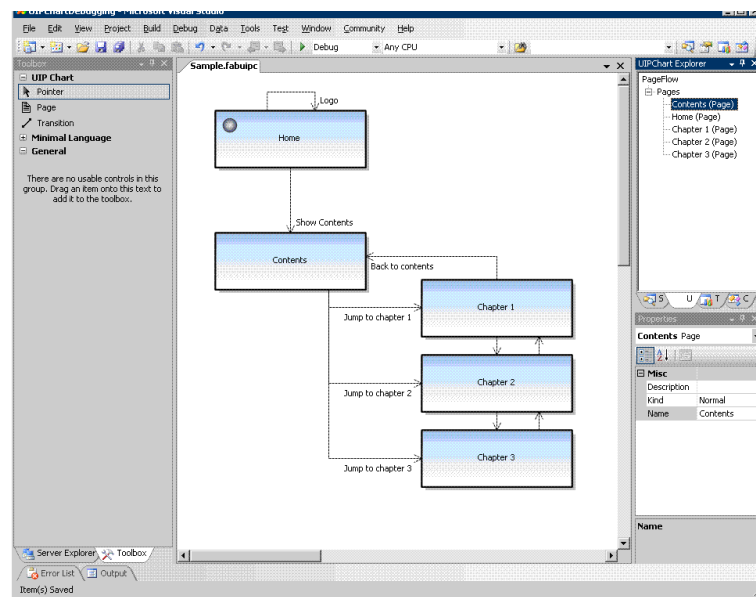 UIPChartDebugging - Microsoft Visual Studio
File Edit View Project Build Debug Data Tools Test Window Community Help
Debug Any CPU
Toolbox
UIP Chart
Pointer
Page
Transition
Minimal Language
General
There are no usable controls in this
group. Drag an item onto this text to
add it to the toolbox.
Server Explorer Toolbox
Error List Output
Item(s) Saved
Sample.fabuipc
Logo
Home
Show Contents
Contents
Back to contents
Chapter 1
Jump to chapter 1
Chapter 2
Jump to chapter 2
Chapter 3
Jump to chapter 3
UIPChart Explorer
PageFlow
Pages
Contents (Page)
Home (Page)
Chapter 1 (Page)
Chapter 2 (Page)
Chapter 3 (Page)
S U T C
Properties
Contents Page
Misc
Description
Kind Normal
Name Contents
Name